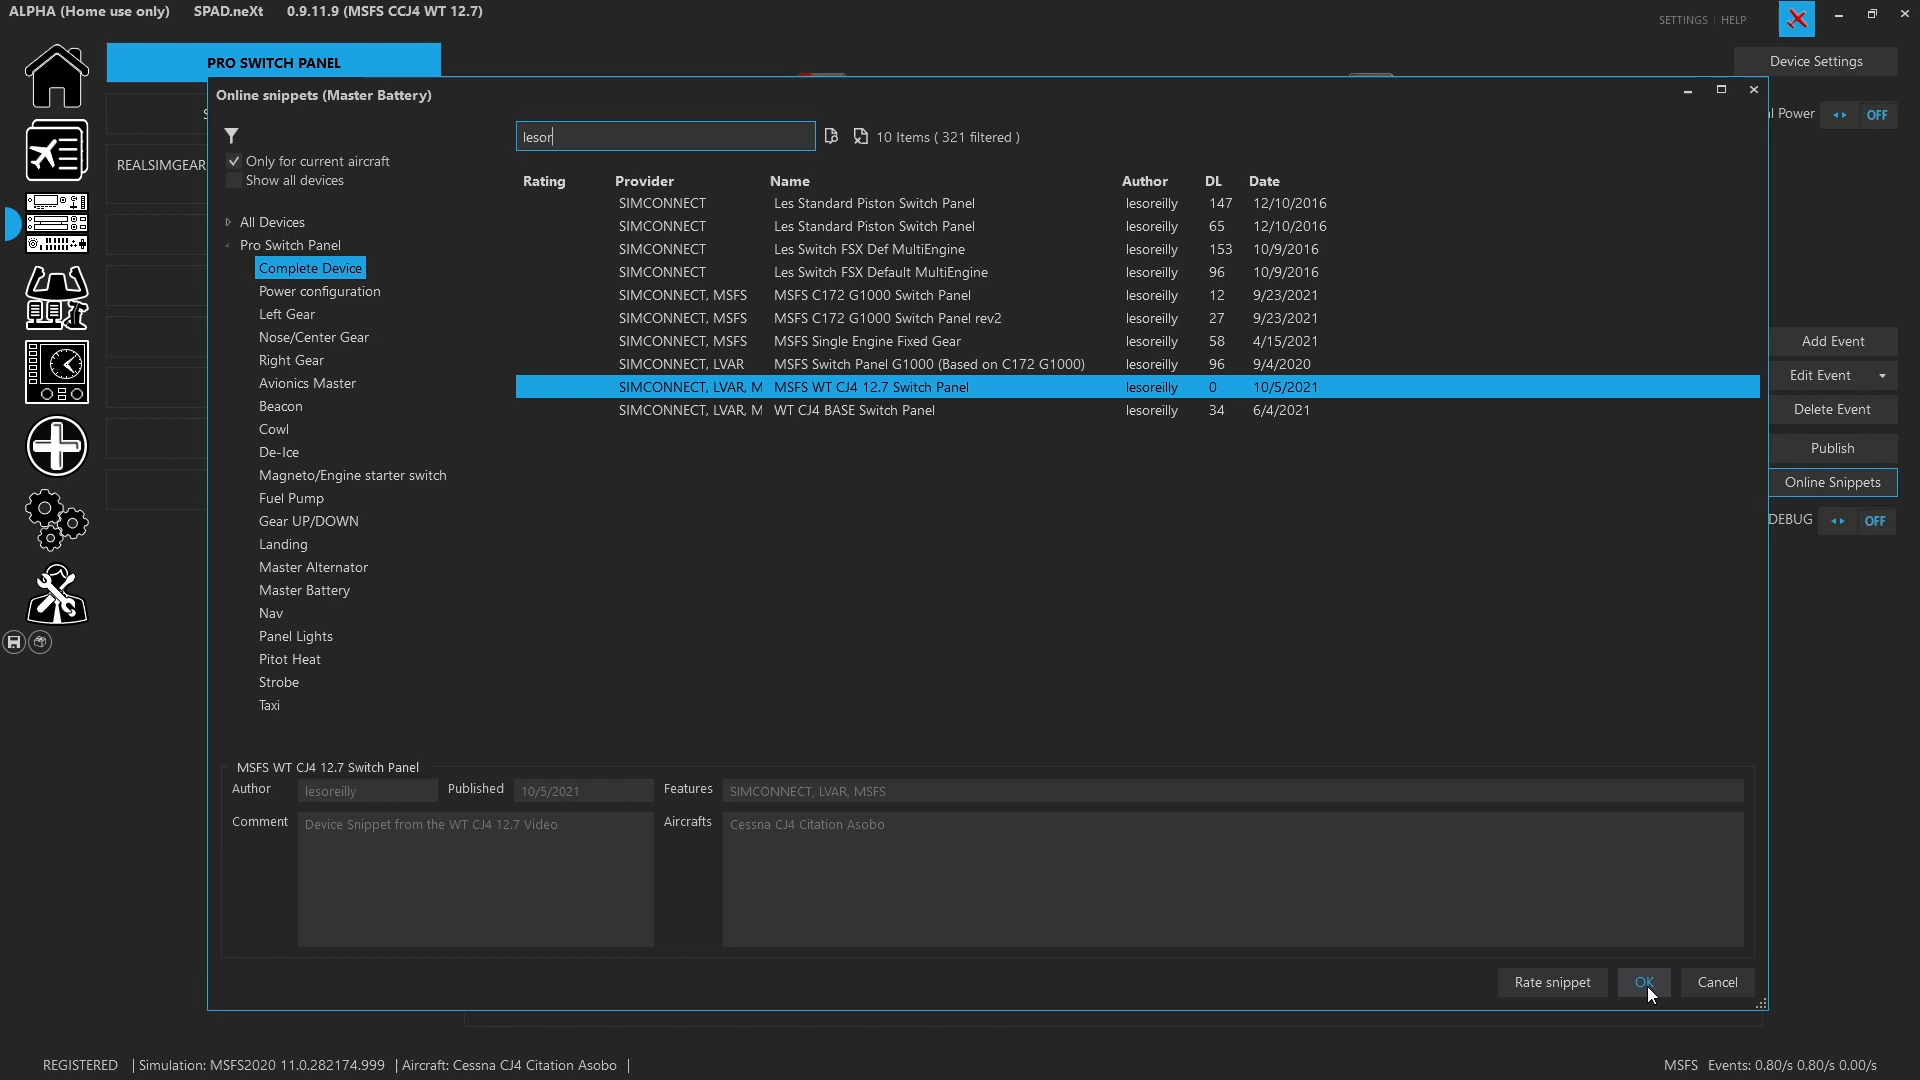 ALPHA (Home use only) SPAD.neXt 0.9.11.9 (MSFS CCJ4 WT 12.7)
SETTINGS | HELP
PRO SWITCH PANEL
Device Settings
Online snippets (Master Battery)
Power OFF
lesor 10 Items ( 321 filtered )
Only for current aircraft
Show all devices
REALSIMGEAR
Rating Provider Name Author DL Date
SIMCONNECT Les Standard Piston Switch Panel lesoreilly 147 12/10/2016
SIMCONNECT Les Standard Piston Switch Panel lesoreilly 65 12/10/2016
SIMCONNECT Les Switch FSX Def MultiEngine lesoreilly 153 10/9/2016
SIMCONNECT Les Switch FSX Default MultiEngine lesoreilly 96 10/9/2016
SIMCONNECT, MSFS MSFS C172 G1000 Switch Panel lesoreilly 12 9/23/2021
SIMCONNECT, MSFS MSFS C172 G1000 Switch Panel rev2 lesoreilly 27 9/23/2021
SIMCONNECT, MSFS MSFS Single Engine Fixed Gear lesoreilly 58 4/15/2021
SIMCONNECT, LVAR MSFS Switch Panel G1000 (Based on C172 G1000) lesoreilly 96 9/4/2020
SIMCONNECT, LVAR, M MSFS WT CJ4 12.7 Switch Panel lesoreilly 0 10/5/2021
SIMCONNECT, LVAR, M WT CJ4 BASE Switch Panel lesoreilly 34 6/4/2021
All Devices
Pro Switch Panel
Complete Device
Power configuration
Left Gear
Nose/Center Gear
Right Gear
Avionics Master
Beacon
Cowl
De-Ice
Magneto/Engine starter switch
Fuel Pump
Gear UP/DOWN
Landing
Master Alternator
Master Battery
Nav
Panel Lights
Pitot Heat
Strobe
Taxi
Add Event
Edit Event
Delete Event
Publish
Online Snippets
DEBUG OFF
MSFS WT CJ4 12.7 Switch Panel
Author lesoreilly Published 10/5/2021 Features SIMCONNECT, LVAR, MSFS
Comment Device Snippet from the WT CJ4 12.7 Video Aircrafts Cessna CJ4 Citation Asobo
Rate snippet OK Cancel
REGISTERED | Simulation: MSFS2020 11.0.282174.999 | Aircraft: Cessna CJ4 Citation Asobo |
MSFS Events: 0.80/s 0.80/s 0.00/s